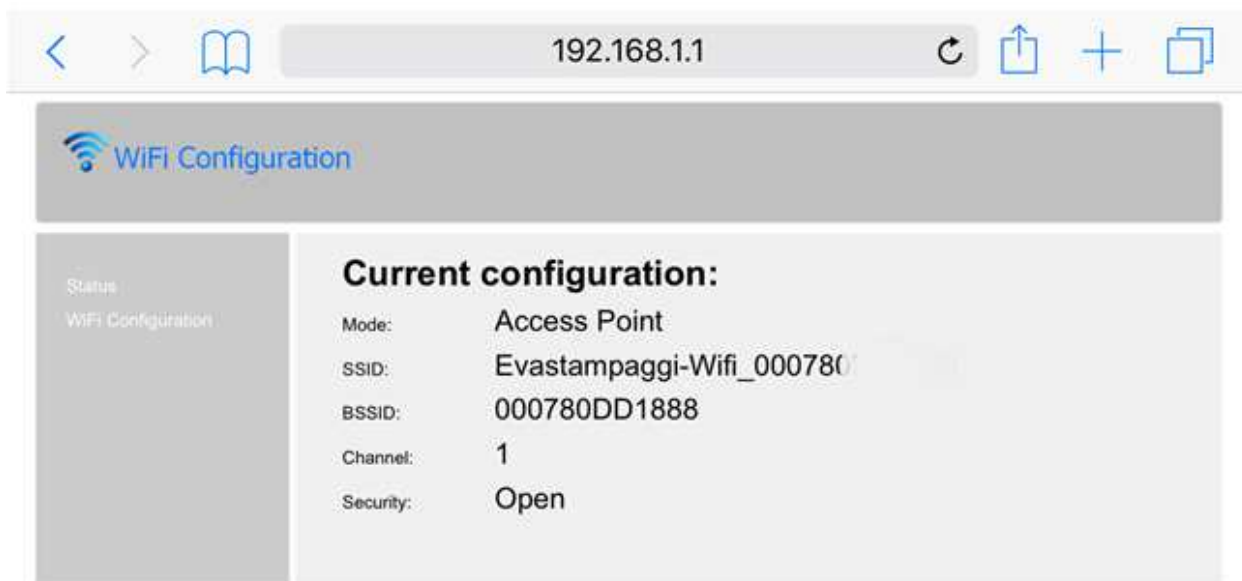 192.168.1.1
WiFi Configuration
Status
WiFi Configuration
Current configuration:
Mode: Access Point
SSID: Evastampaggi-Wifi_000780
BSSID: 000780DD1888
Channel: 1
Security: Open